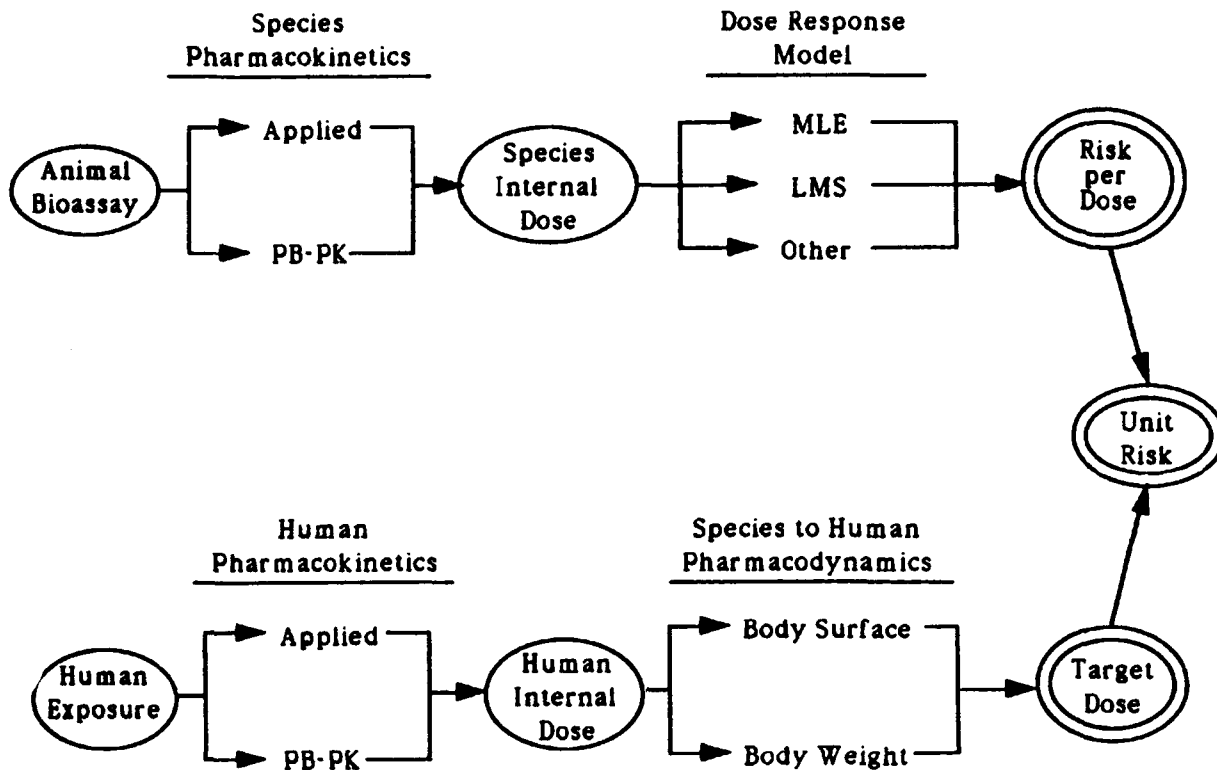 Species
Pharmacokinetics
Dose Response
Model
Applied
PB-PK
Animal
Bioassay
Species
Internal
Dose
MLE
LMS
Other
Risk
per
Dose
Unit
Risk
Human
Pharmacokinetics
Species to Human
Pharmacodynamics
Applied
PB-PK
Human
Exposure
Human
Internal
Dose
Body Surface
Body Weight
Target
Dose